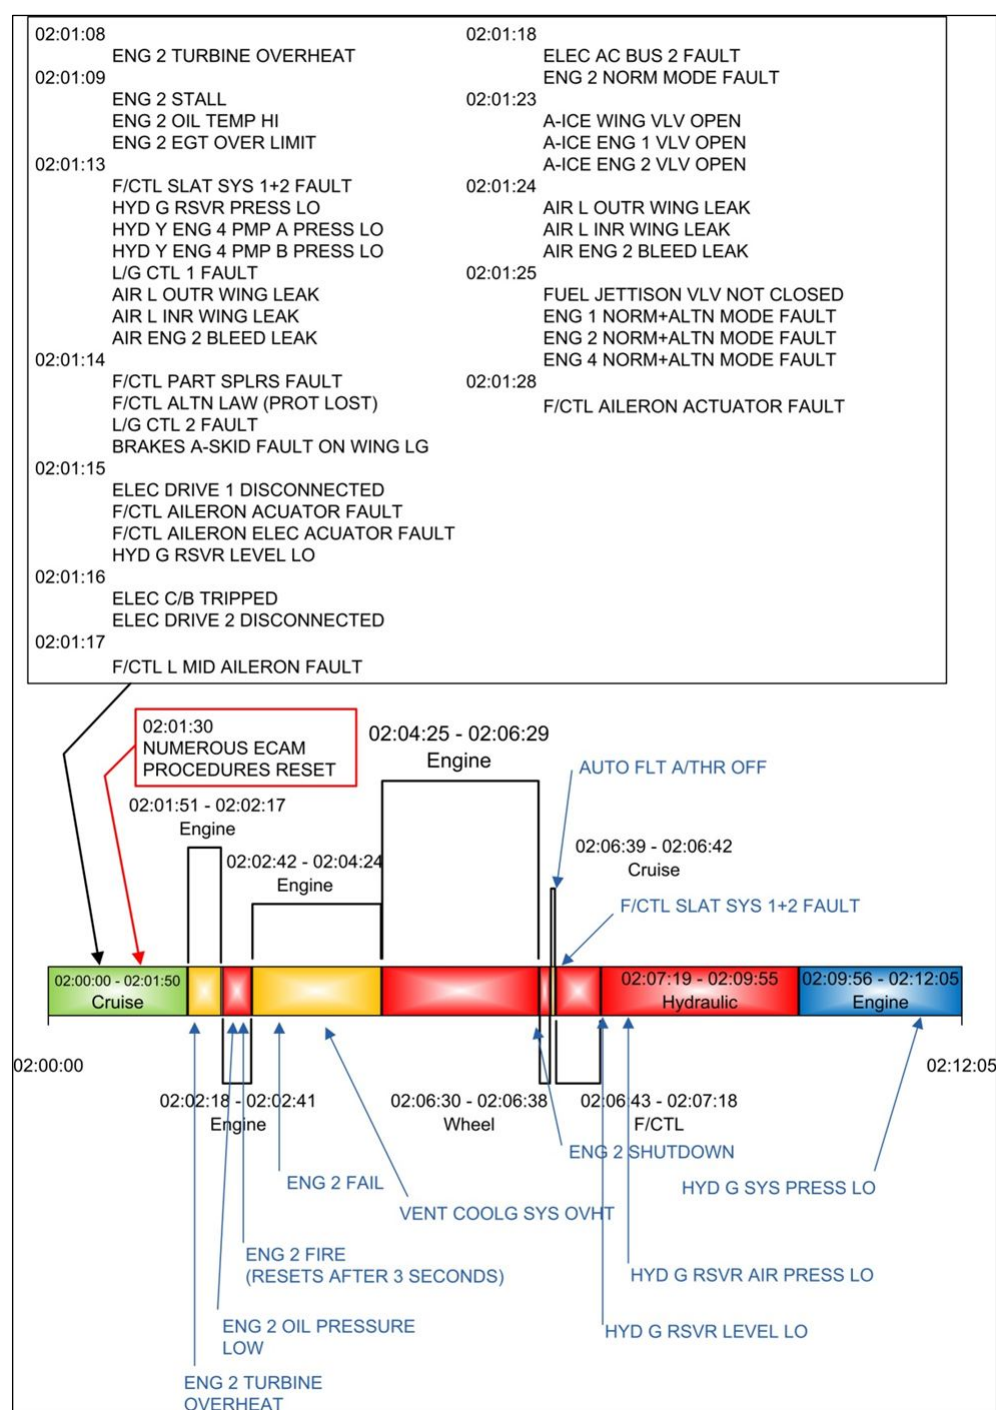 02:01:08
ENG 2 TURBINE OVERHEAT
02:01:09
ENG 2 STALL
ENG 2 OIL TEMP HI
ENG 2 EGT OVER LIMIT
02:01:13
F/CTL SLAT SYS 1+2 FAULT
HYD G RSVR PRESS LO
HYD Y ENG 4 PMP A PRESS LO
HYD Y ENG 4 PMP B PRESS LO
L/G CTL 1 FAULT
AIR L OUTR WING LEAK
AIR L INR WING LEAK
AIR ENG 2 BLEED LEAK
02:01:14
F/CTL PART SPLRS FAULT
F/CTL ALTN LAW (PROT LOST)
L/G CTL 2 FAULT
BRAKES A-SKID FAULT ON WING LG
02:01:15
ELEC DRIVE 1 DISCONNECTED
F/CTL AILERON ACUATOR FAULT
F/CTL AILERON ELEC ACUATOR FAULT
HYD G RSVR LEVEL LO
02:01:16
ELEC C/B TRIPPED
ELEC DRIVE 2 DISCONNECTED
02:01:17
F/CTL L MID AILERON FAULT
02:01:18
ELEC AC BUS 2 FAULT
ENG 2 NORM MODE FAULT
02:01:23
A-ICE WING VLV OPEN
A-ICE ENG 1 VLV OPEN
A-ICE ENG 2 VLV OPEN
02:01:24
AIR L OUTR WING LEAK
AIR L INR WING LEAK
AIR ENG 2 BLEED LEAK
02:01:25
FUEL JETTISON VLV NOT CLOSED
ENG 1 NORM+ALTN MODE FAULT
ENG 2 NORM+ALTN MODE FAULT
ENG 4 NORM+ALTN MODE FAULT
02:01:28
F/CTL AILERON ACTUATOR FAULT
02:01:30
NUMEROUS ECAM
PROCEDURES RESET
02:04:25 - 02:06:29
Engine
AUTO FLT A/THR OFF
02:01:51 - 02:02:17
Engine
02:02:42 - 02:04:24
Engine
02:06:39 - 02:06:42
Cruise
F/CTL SLAT SYS 1+2 FAULT
02:00:00 - 02:01:50
Cruise
02:07:19 - 02:09:55
Hydraulic
02:09:56 - 02:12:05
Engine
02:00:00
02:12:05
02:02:18 - 02:02:41
Engine
02:06:30 - 02:06:38
Wheel
02:06:43 - 02:07:18
F/CTL
ENG 2 SHUTDOWN
ENG 2 FAIL
HYD G SYS PRESS LO
VENT COOLG SYS OVHT
ENG 2 FIRE
(RESETS AFTER 3 SECONDS)
HYD G RSVR AIR PRESS LO
ENG 2 OIL PRESSURE
LOW
HYD G RSVR LEVEL LO
ENG 2 TURBINE
OVERHEAT